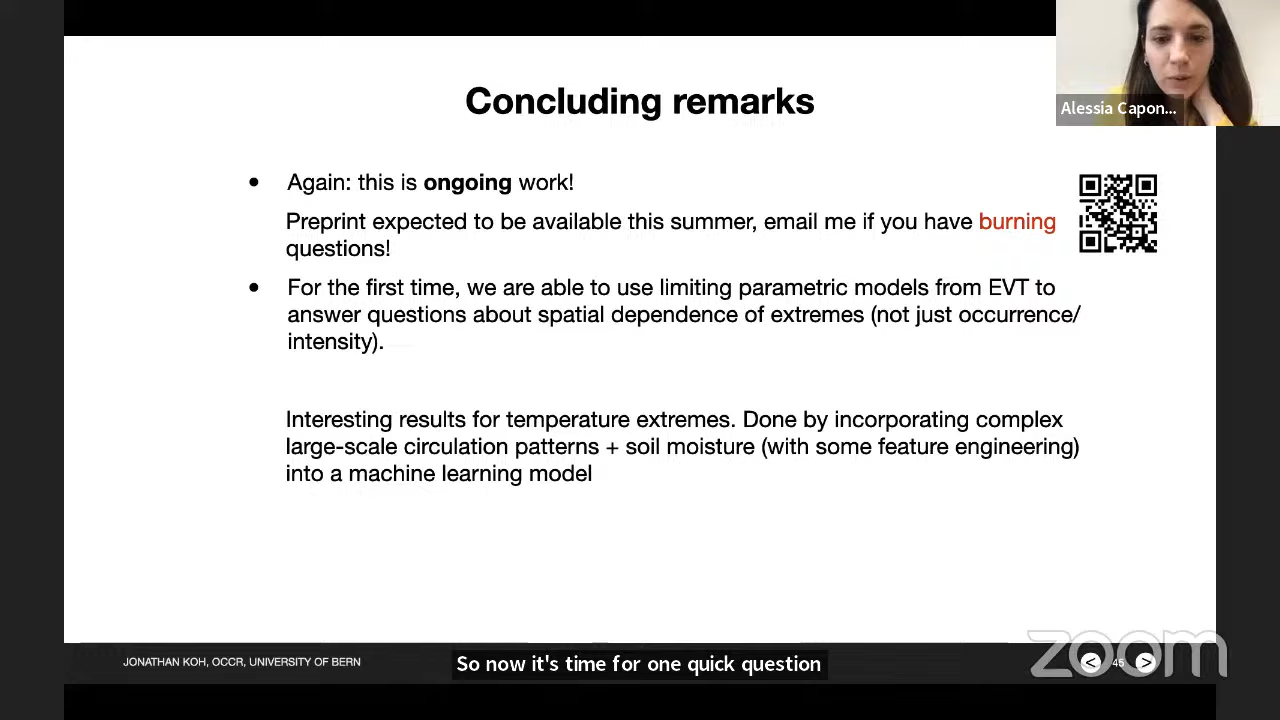 Concluding remarks
Alessia Capon...
• Again: this is ongoing work!
Preprint expected to be available this summer, email me if you have burning
questions!
• For the first time, we are able to use limiting parametric models from EVT to
answer questions about spatial dependence of extremes (not just occurrence/
intensity).
Interesting results for temperature extremes. Done by incorporating complex
large-scale circulation patterns + soil moisture (with some feature engineering)
into a machine learning model
JONATHAN KOH, OCCR, UNIVERSITY OF BERN
So now it's time for one quick question
zoom
< 45 >